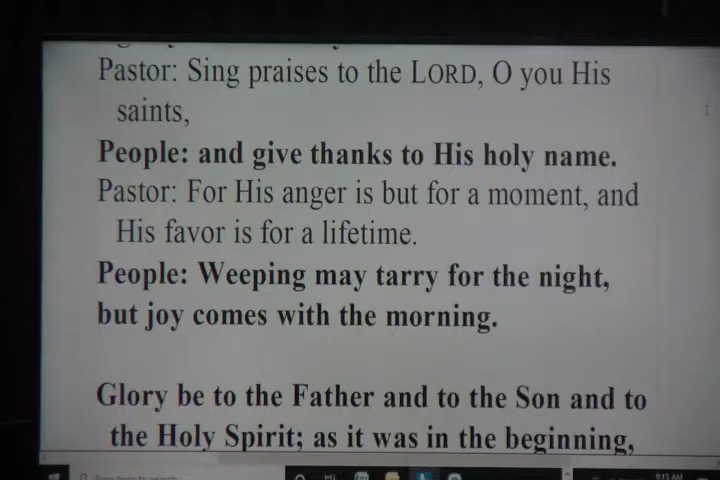 Pastor: Sing praises to the LORD, O you His
saints,
People: and give thanks to His holy name.
Pastor: For His anger is but for a moment, and
His favor is for a lifetime.
People: Weeping may tarry for the night,
but joy comes with the morning.
Glory be to the Father and to the Son and to
the Holy Spirit; as it was in the beginning,
9:13 AM